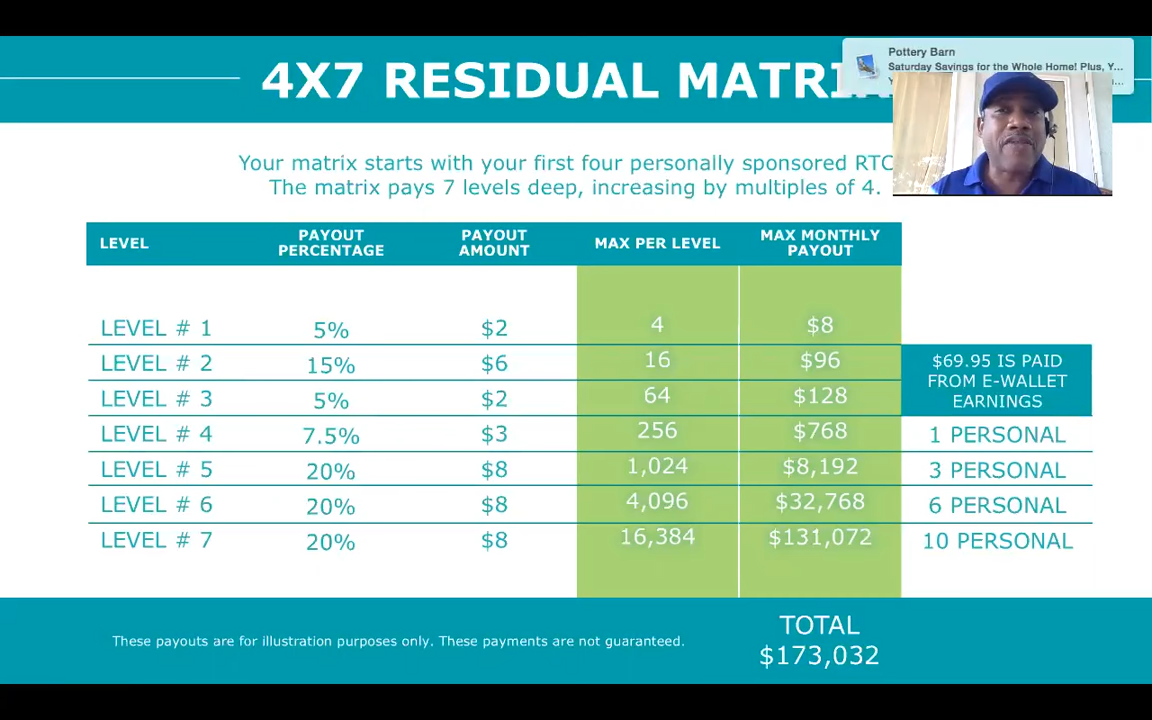 4X7 RESIDUAL
Pottery Barn
Saturday Savings for the Whole Home! Plus, Y...
Your matrix starts with your first four personally sponsored RTC
The matrix pays 7 levels deep, increasing by multiples of 4.
LEVEL PAYOUT PERCENTAGE PAYOUT AMOUNT MAX PER LEVEL MAX MONTHLY PAYOUT
LEVEL # 1 5% $2 4 $8
LEVEL # 2 15% $6 16 $96
LEVEL # 3 5% $2 64 $128
$69.95 IS PAID
FROM E-WALLET
EARNINGS
LEVEL # 4 7.5% $3 256 $768 1 PERSONAL
LEVEL # 5 20% $8 1,024 $8,192 3 PERSONAL
LEVEL # 6 20% $8 4,096 $32,768 6 PERSONAL
LEVEL # 7 20% $8 16,384 $131,072 10 PERSONAL
These payouts are for illustration purposes only. These payments are not guaranteed.
TOTAL
$173,032